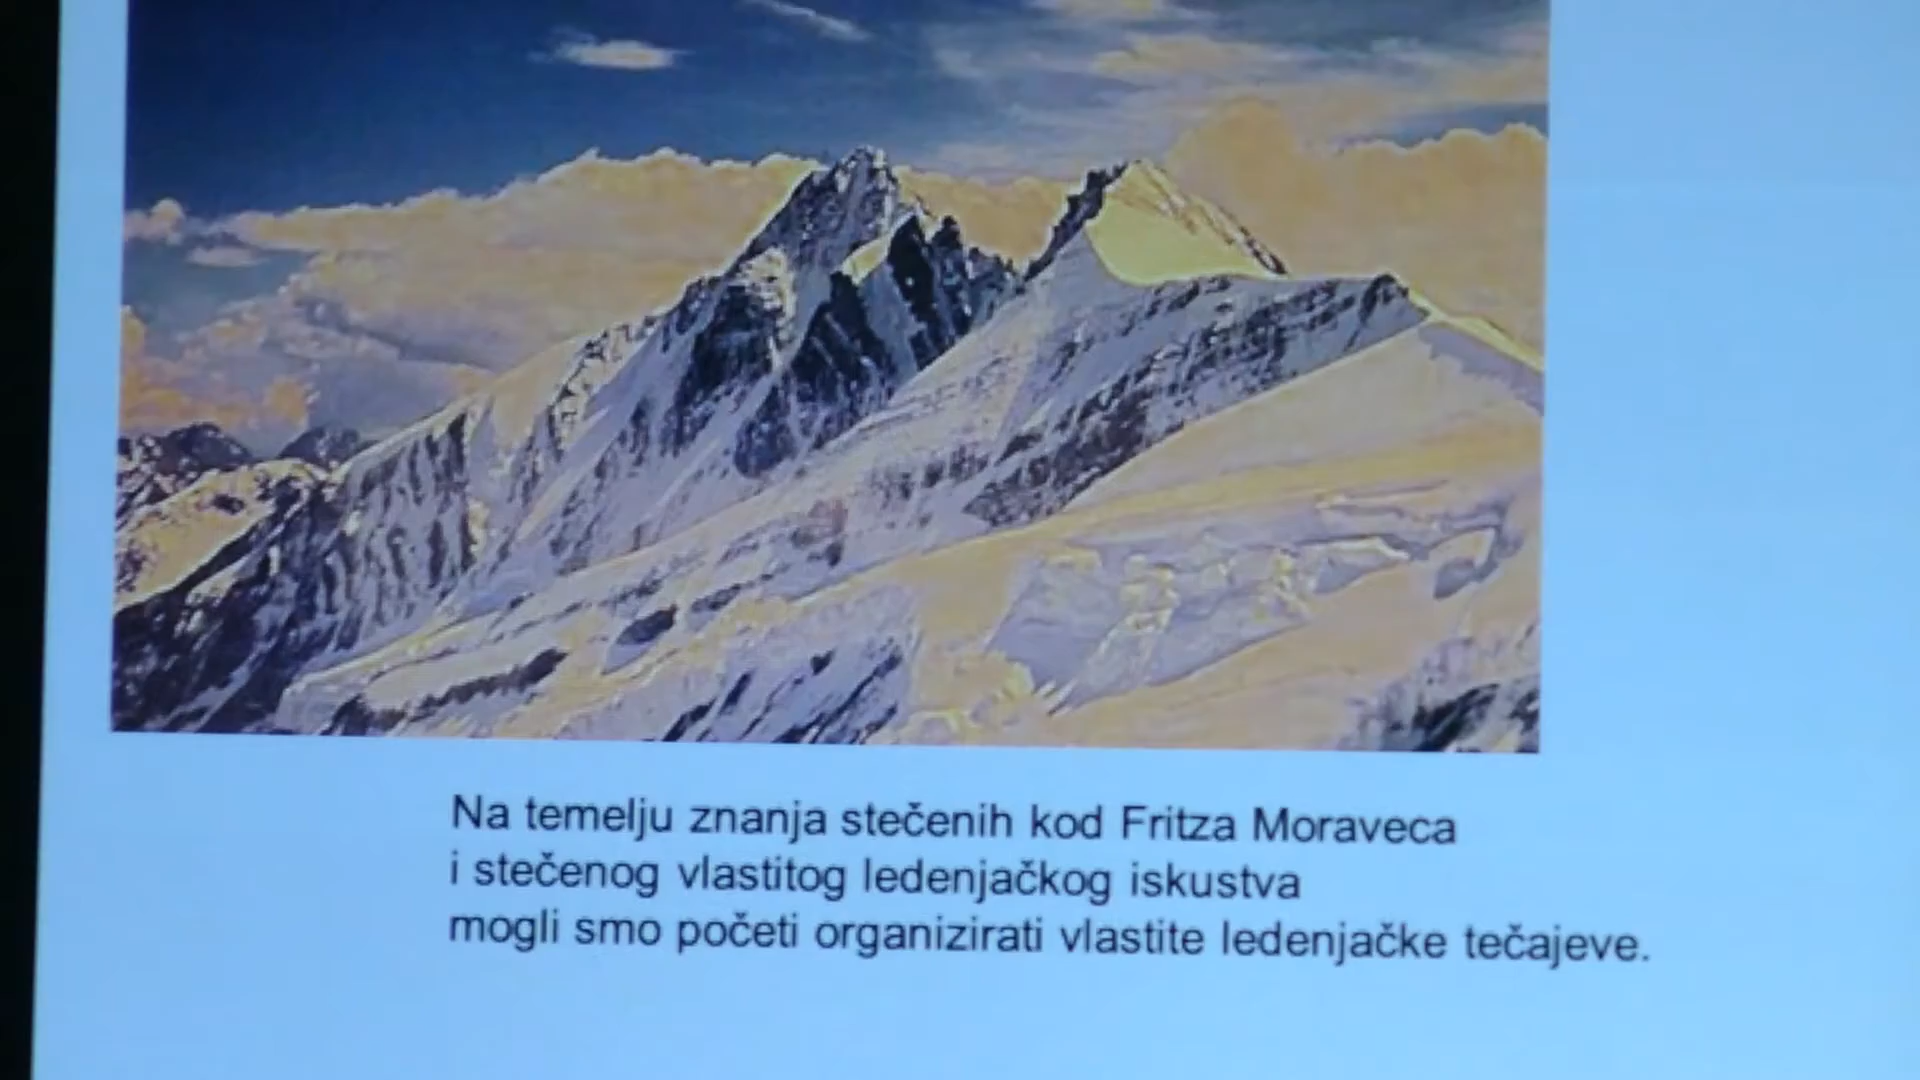 Na temelju znanja stečenih kod Fritza Moraveca
i stečenog vlastitog ledenjačkog iskustva
mogli smo početi organizirati vlastite ledenjačke tečajeve.